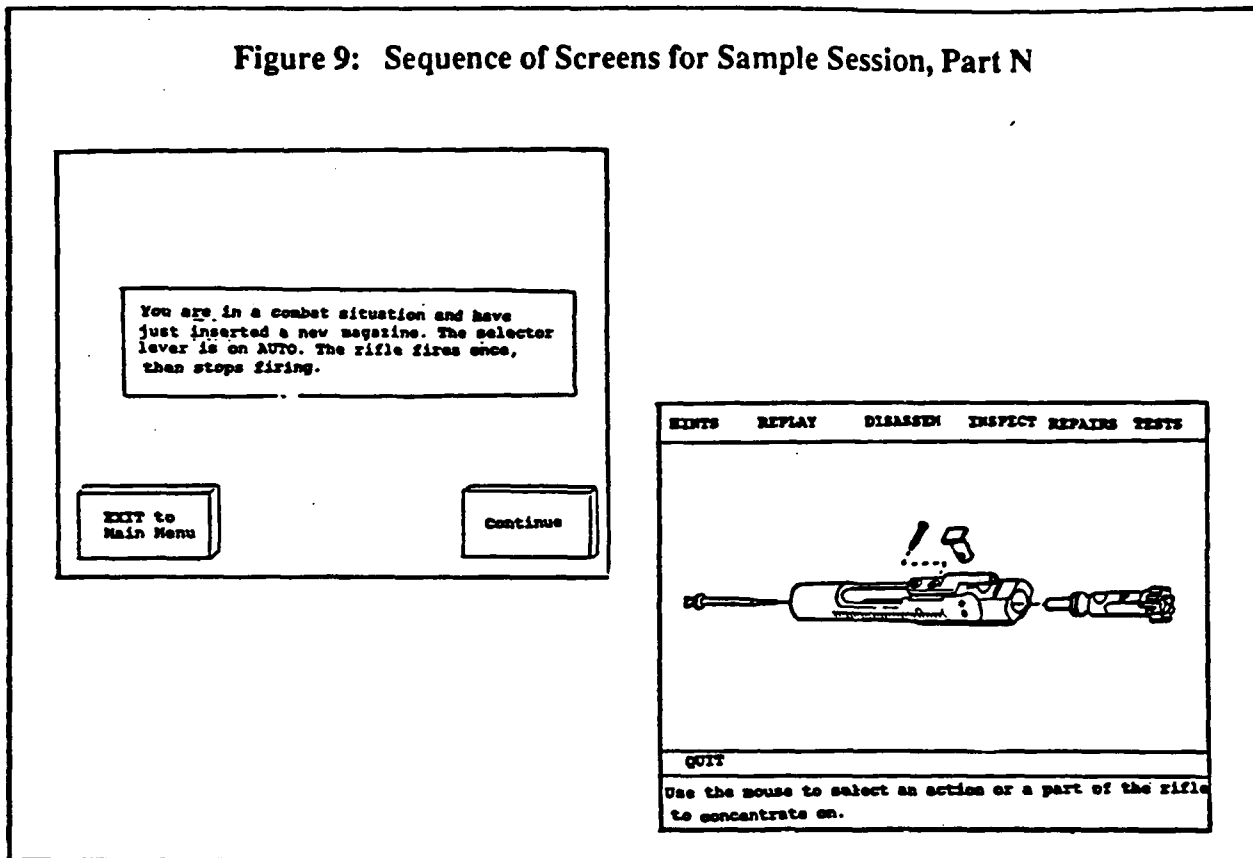 Figure 9: Sequence of Screens for Sample Session, Part N
You are in a combat situation and have
just inserted a new magazine. The selector
lever is on AUTO. The rifle fires once,
then stops firing.
EXIT to
Main Menu
Continue
HINTS REPLAY DISASSEM INSPECT REPAIRS TESTS
QUIT
Use the mouse to select an action or a part of the rifle
to concentrate on.